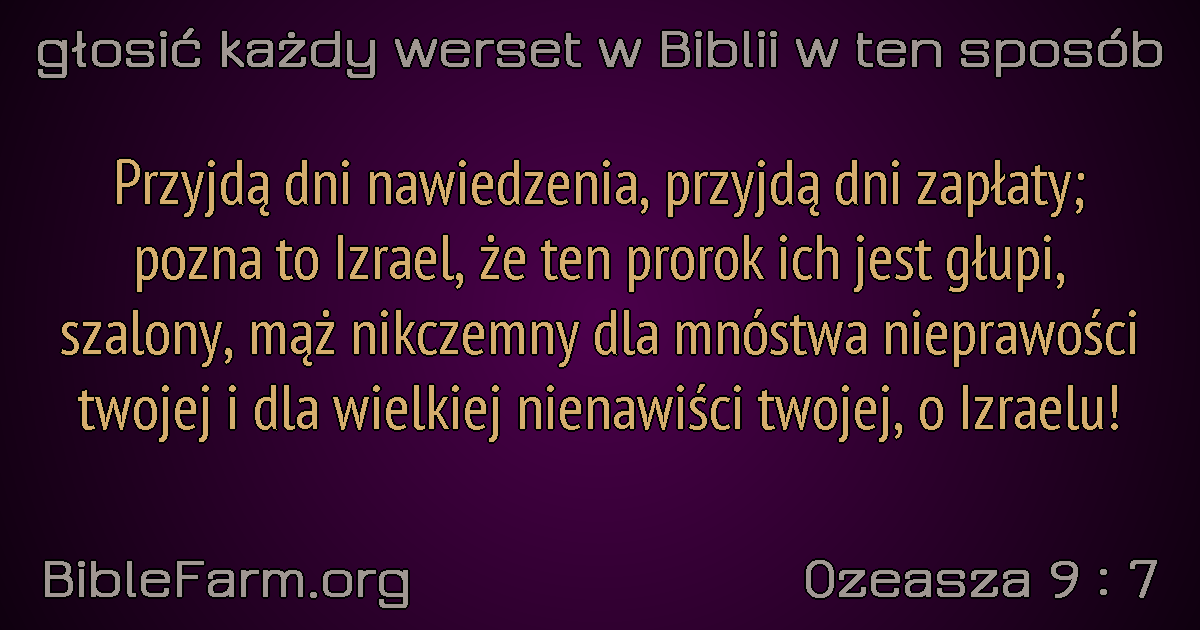 głosić każdy werset w Biblii w ten sposób
Przyjdą dni nawiedzenia, przyjdą dni zapłaty;
pozna to Izrael, że ten prorok ich jest głupi,
szalony, mąż nikczemny dla mnóstwa nieprawości
twojej i dla wielkiej nienawiści twojej, o Izraelu!
BibleFarm.org
Ozeasza 9 : 7